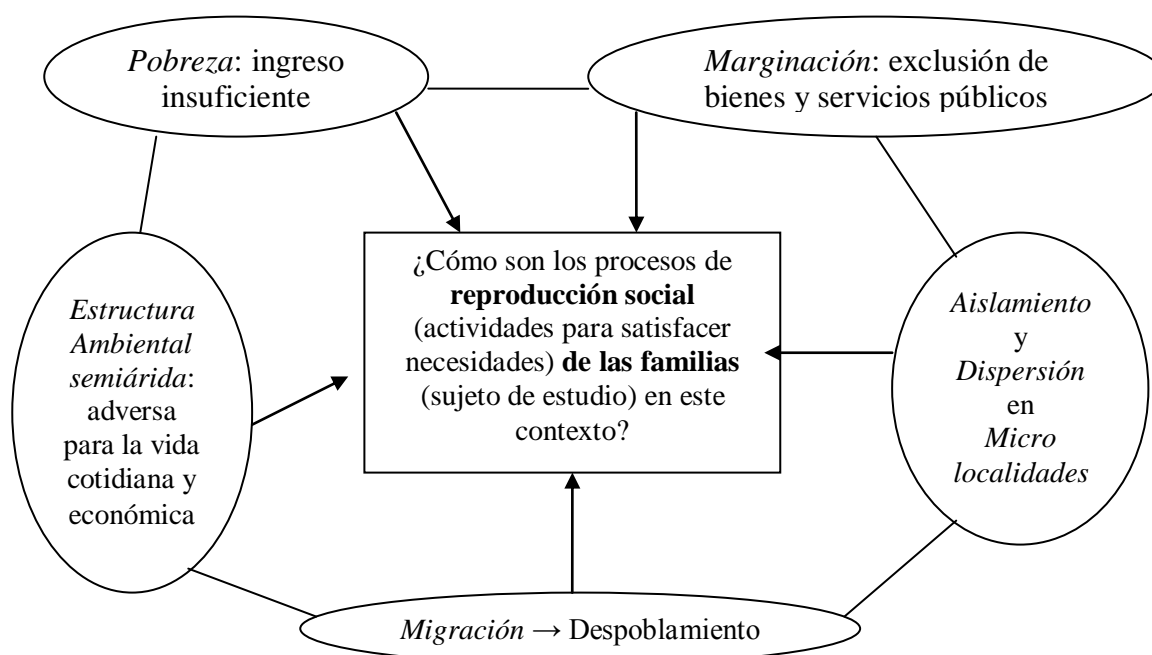 Pobreza: ingreso
insuficiente
Marginación: exclusión de
bienes y servicios públicos
¿Cómo son los procesos de
reproducción social
(actividades para satisfacer
necesidades) de las familias
(sujeto de estudio) en este
contexto?
Estructura
Ambiental
semiárida:
adversa
para la vida
cotidiana y
económica
Aislamiento
y
Dispersión
en
Micro
localidades
Migración → Despoblamiento